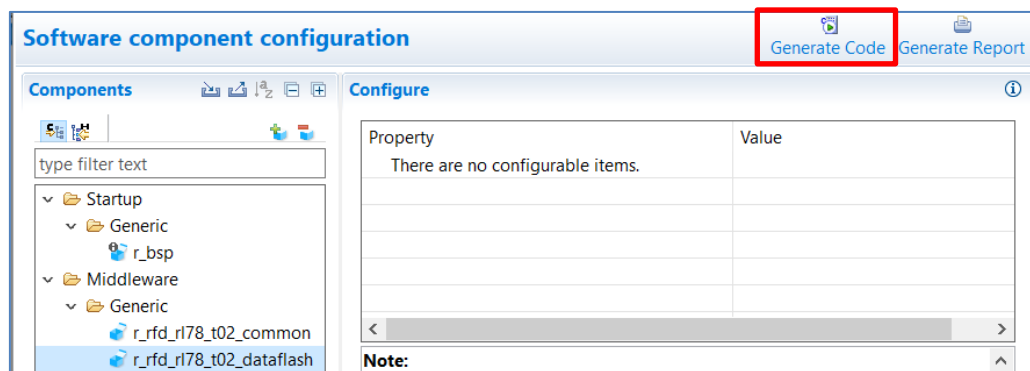 Software component configuration
Generate Code Generate Report
Components
Configure
type filter text
Startup
Generic
r_bsp
Middleware
Generic
r_rfd_rl78_t02_common
r_rfd_rl78_t02_dataflash
Property Value
There are no configurable items.
Note: